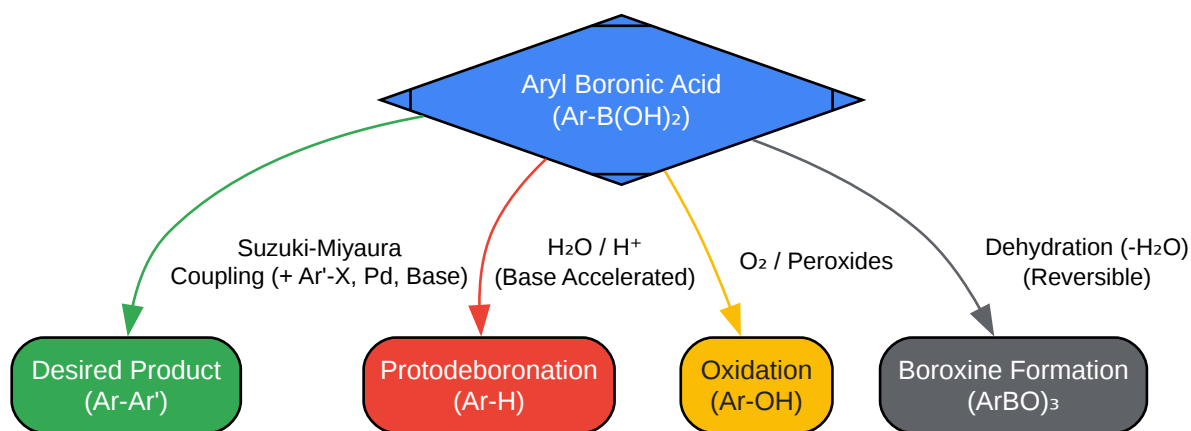 Aryl Boronic Acid
(Ar-B(OH)₂)
Suzuki-Miyaura
Coupling (+ Ar'-X, Pd, Base)
H₂O / H⁺
(Base Accelerated)
O₂ / Peroxides
Dehydration (-H₂O)
(Reversible)
Desired Product
(Ar-Ar')
Protodeboronation
(Ar-H)
Oxidation
(Ar-OH)
Boroxine Formation
(ArBO)₃